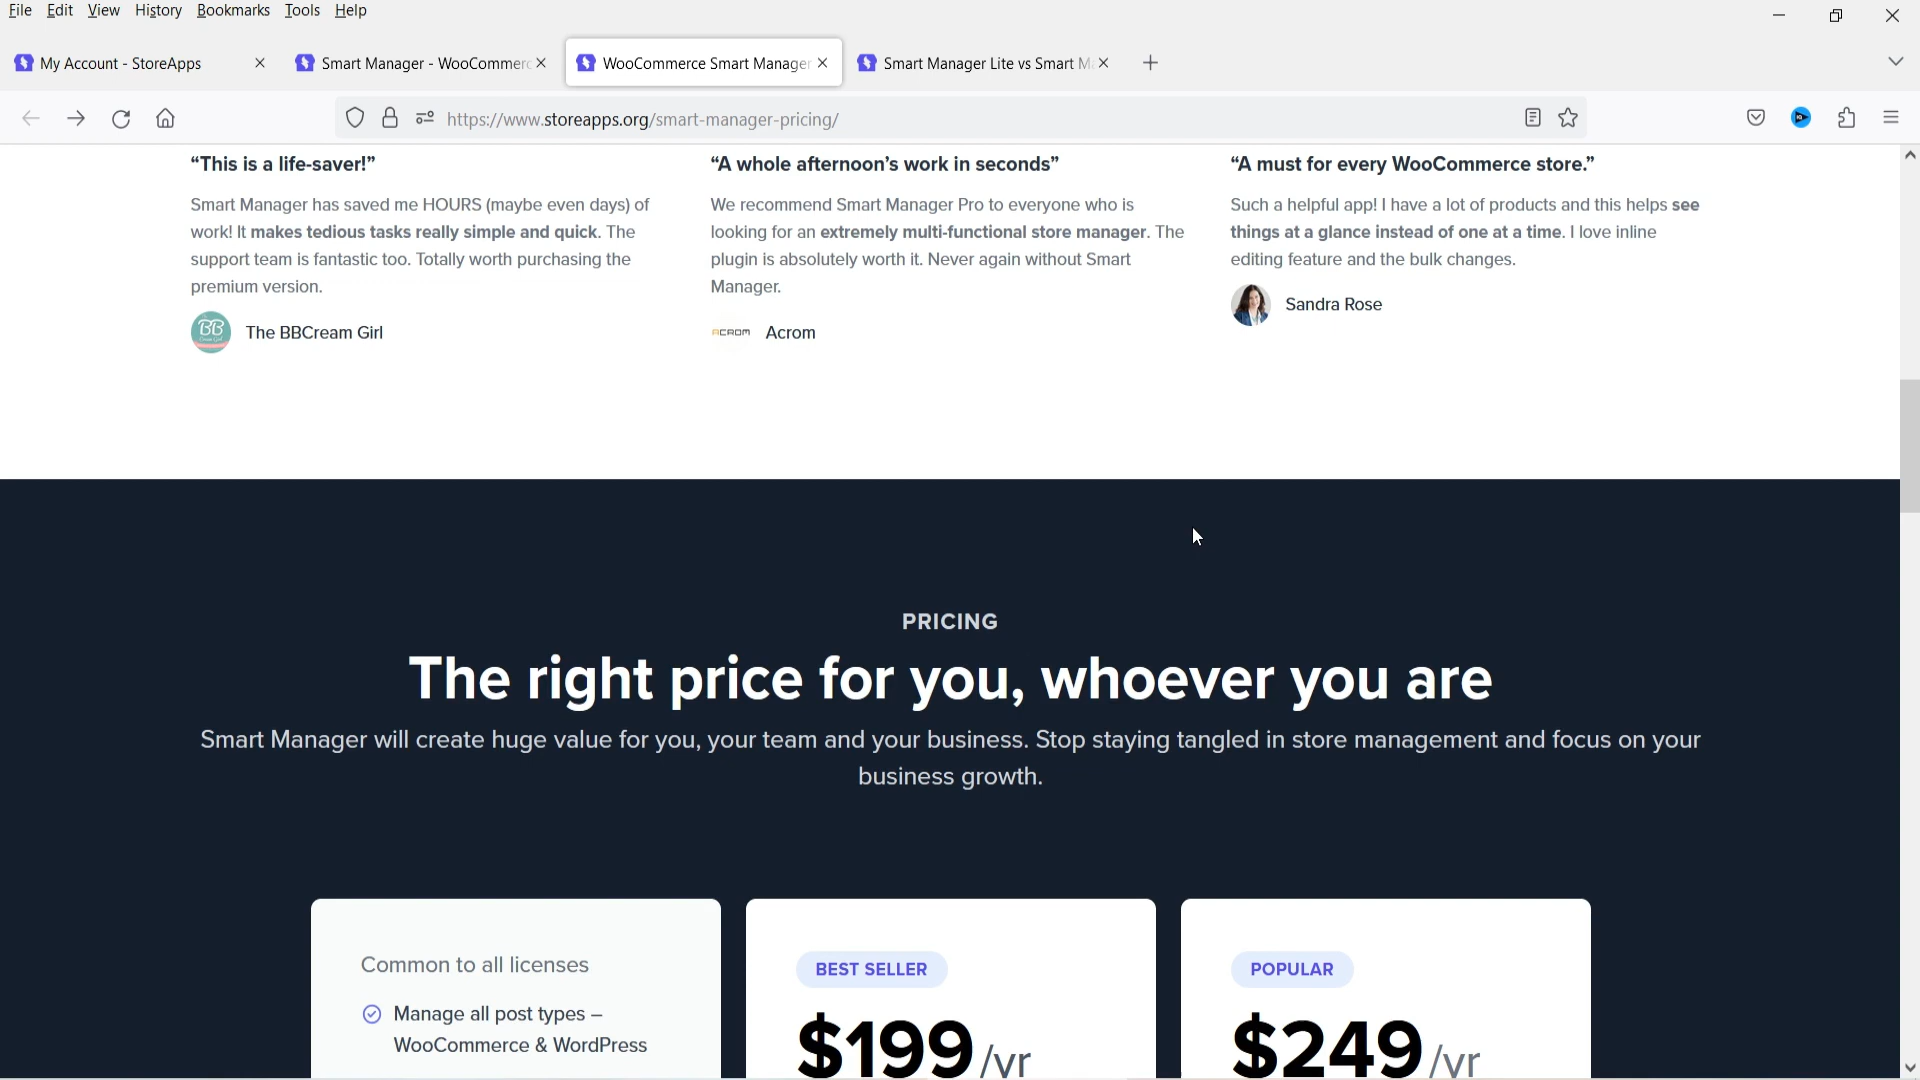 File Edit View History Bookmarks Tools Help
My Account - StoreApps
Smart Manager - WooCommerc
WooCommerce Smart Manager
Smart Manager Lite vs Smart M
https://www.storeapps.org/smart-manager-pricing/
“This is a life-saver!”
Smart Manager has saved me HOURS (maybe even days) of
work! It makes tedious tasks really simple and quick. The
support team is fantastic too. Totally worth purchasing the
premium version.
BB
The BBCream Girl
“A whole afternoon’s work in seconds”
We recommend Smart Manager Pro to everyone who is
looking for an extremely multi-functional store manager. The
plugin is absolutely worth it. Never again without Smart
Manager.
ACROM
Acrom
“A must for every WooCommerce store.”
Such a helpful app! I have a lot of products and this helps see
things at a glance instead of one at a time. I love inline
editing feature and the bulk changes.
Sandra Rose
PRICING
The right price for you, whoever you are
Smart Manager will create huge value for you, your team and your business. Stop staying tangled in store management and focus on your
business growth.
Common to all licenses
Manage all post types –
WooCommerce & WordPress
BEST SELLER
$199/yr
POPULAR
$249/yr